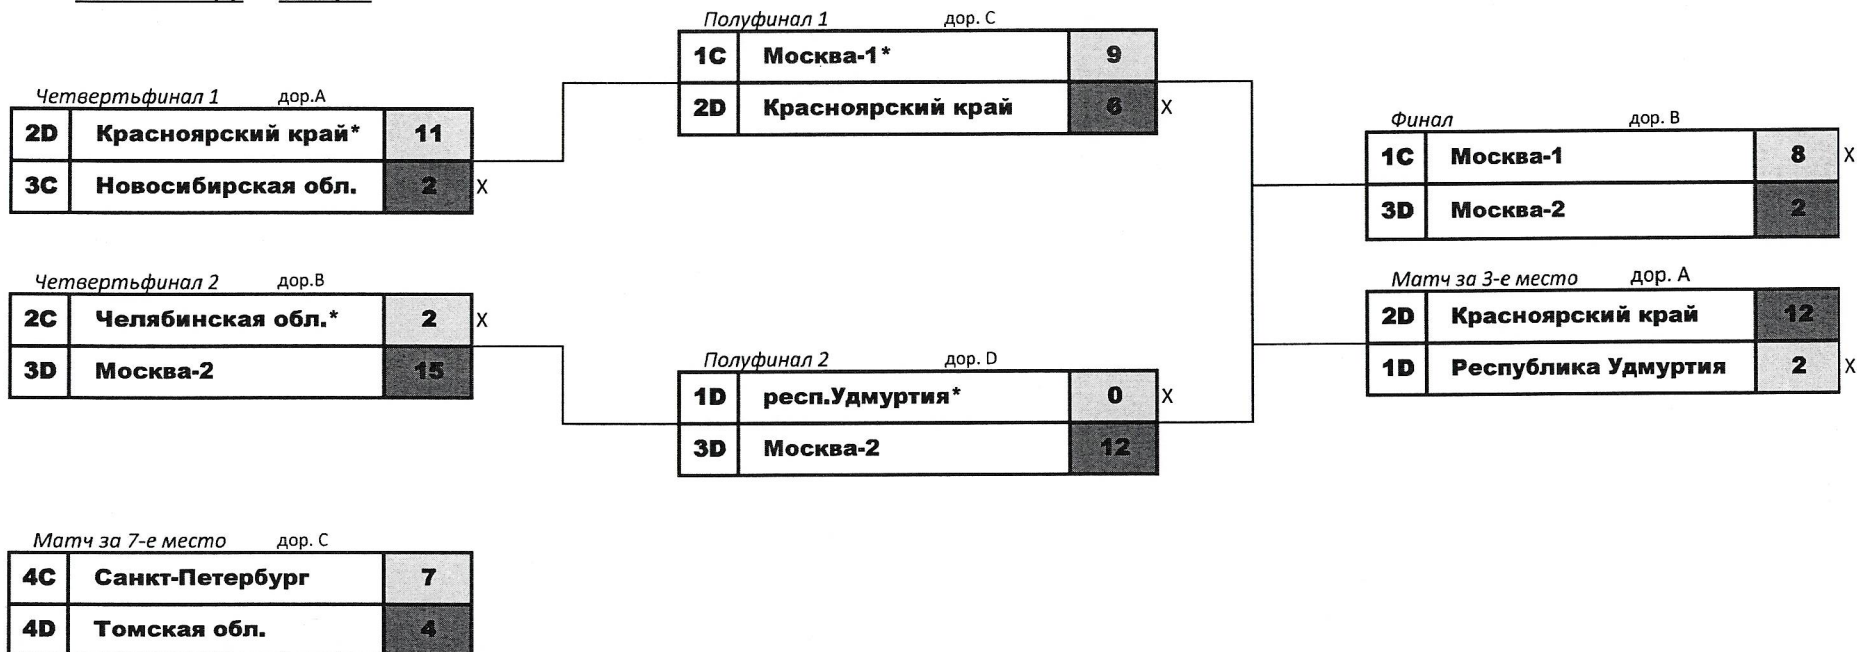 Полуфинал 1 дор. С
1С Москва-1* 9
2D Красноярский край 6 X
Четвертьфинал 1 дор.А
2D Красноярский край* 11
3С Новосибирская обл. 2 X
Финал дор. В
1С Москва-1 8 X
3D Москва-2 2
Четвертьфинал 2 дор.В
2С Челябинская обл.* 2 X
3D Москва-2 15
Матч за 3-е место дор. А
2D Красноярский край 12
1D Республика Удмуртия 2 X
Полуфинал 2 дор. D
1D респ.Удмуртия* 0 X
3D Москва-2 12
Матч за 7-е место дор. С
4С Санкт-Петербург 7
4D Томская обл. 4